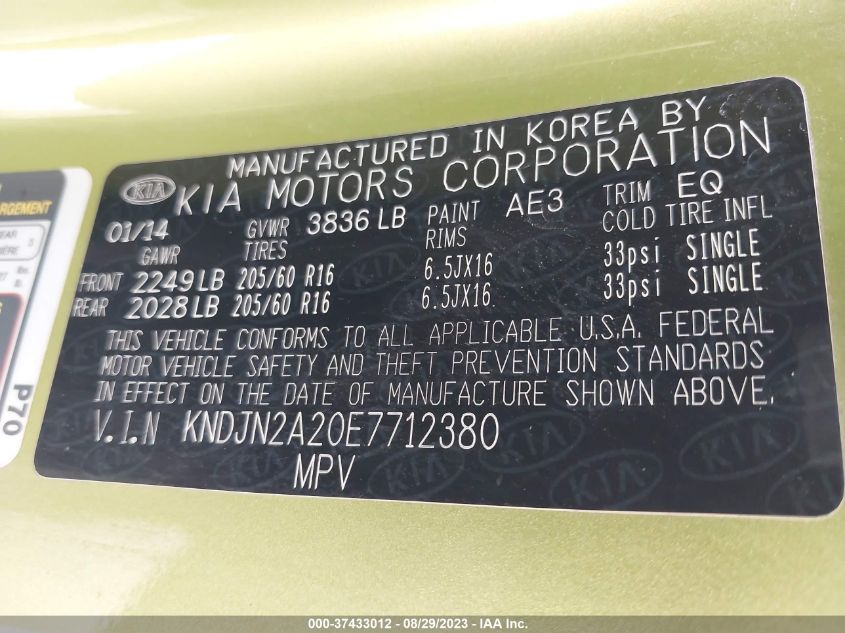 MANUFACTURED IN KOREA BY
KIA KIA MOTORS CORPORATION
01/14 GVWR 3836 LB PAINT AE3 TRIM EQ
GAWR TIRES RIMS COLD TIRE INFL
FRONT 2249 LB 205/60 R16 6.5JX16 33psi SINGLE
REAR 2028 LB 205/60 R16 6.5JX16 33psi SINGLE
THIS VEHICLE CONFORMS TO ALL APPLICABLE U.S.A. FEDERAL
MOTOR VEHICLE SAFETY AND THEFT PREVENTION STANDARDS
IN EFFECT ON THE DATE OF MANUFACTURE SHOWN ABOVE.
V.I.N KNDJN2A20E7712380
MPV
P70
000-37433012 - 08/29/2023 - IAA Inc.